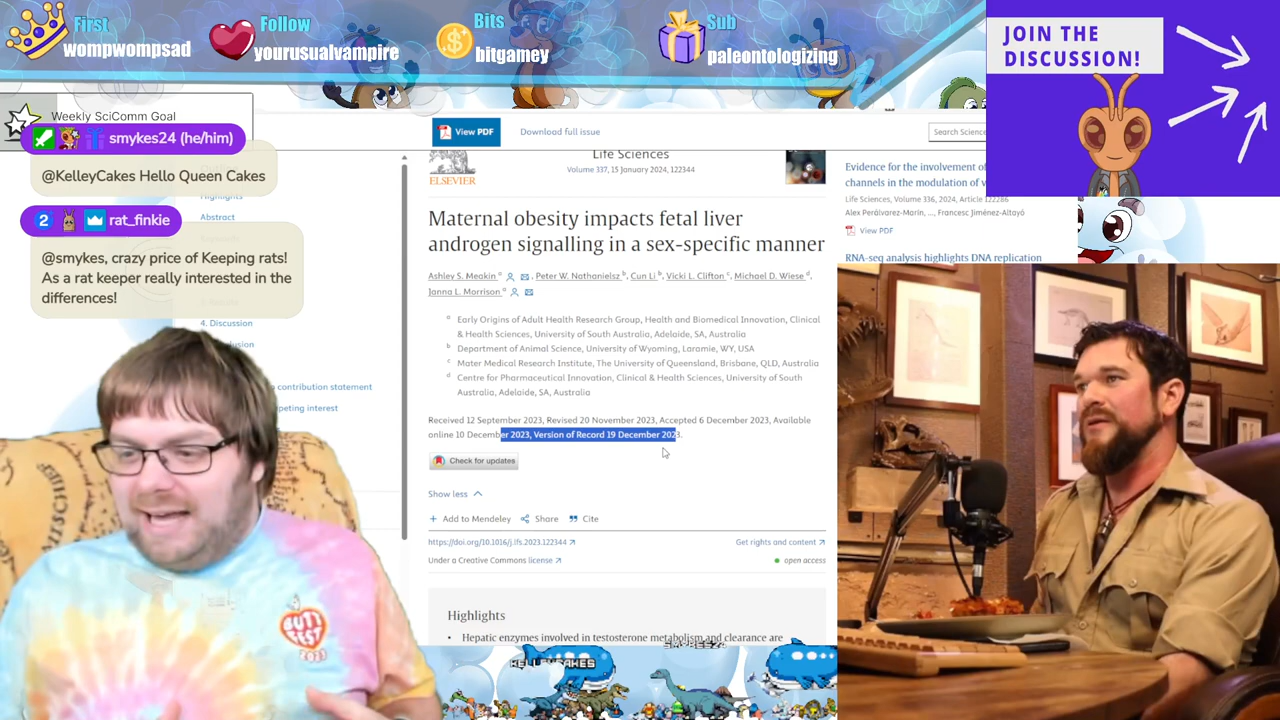 First
wompwompsad
Follow
yourusualvampire
Bits
bitgamey
Sub
paleontologizing
JOIN THE
DISCUSSION!
Weekly SciComm Goal
smykes24 (he/him)
@KelleyCakes Hello Queen Cakes
2 rat_finkie
@smykes, crazy price of Keeping rats!
As a rat keeper really interested in the
differences!
Highlights
Abstract
4. Discussion
contribution statement
interest
View PDF
Download full issue
Search
ELSEVIER
Life Sciences
Volume 337, 15 January 2024, 122344
Maternal obesity impacts fetal liver
androgen signalling in a sex-specific manner
Ashley S. Meakin a, Peter W. Nathanielsz b, Cun Li b, Vicki L. Clifton c, Michael D. Wiese d,
Janna L. Morrison a
a Early Origins of Adult Health Research Group, Health and Biomedical Innovation, Clinical
& Health Sciences, University of South Australia, Adelaide, SA, Australia
b Department of Animal Science, University of Wyoming, Laramie, WY, USA
c Mater Medical Research Institute, The University of Queensland, Brisbane, QLD, Australia
d Centre for Pharmaceutical Innovation, Clinical & Health Sciences, University of South
Australia, Adelaide, SA, Australia
Received 12 September 2023, Revised 20 November 2023, Accepted 6 December 2023, Available
online 10 December 2023, Version of Record 19 December 2023.
Check for updates
Show less
Add to Mendeley Share Cite
https://doi.org/10.1016/j.lfs.2023.122344
Get rights and content
Under a Creative Commons license
open access
Highlights
• Hepatic enzymes involved in testosterone metabolism and clearance are
Evidence for the involvement of
channels in the modulation of
Life Sciences, Volume 336, 2024, Article 122286
Alex Perálvarez-Marín, ..., Francesc Jiménez-Altayó
View PDF
RNA-seq analysis highlights DNA replication
KELLEYCAKES
SMYKES24
BUTT
FEST
2023